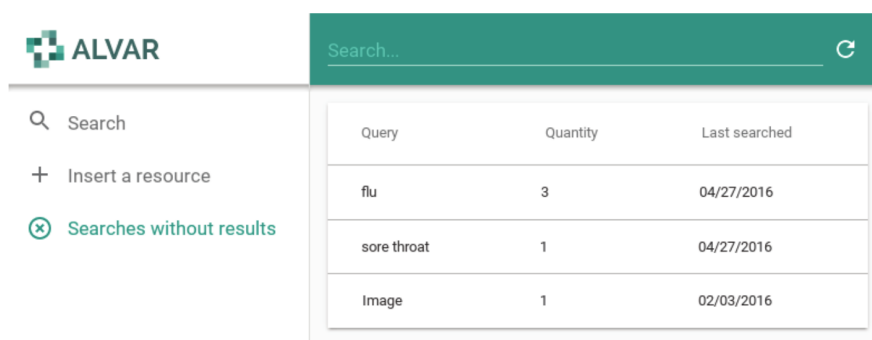 ALVAR
Search...
Search
Insert a resource
Searches without results
Query Quantity Last searched
flu 3 04/27/2016
sore throat 1 04/27/2016
Image 1 02/03/2016